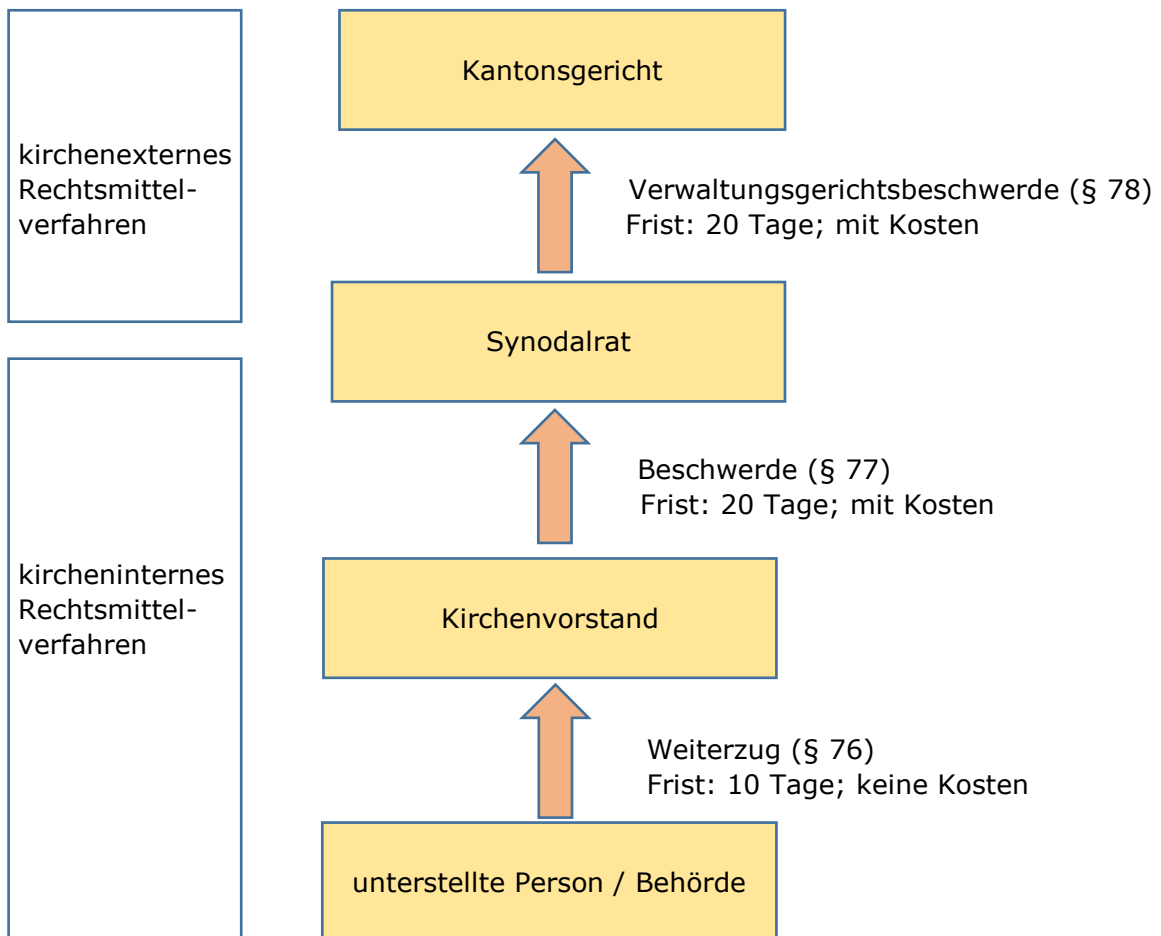 Kantonsgericht
kirchenexternes
Rechtsmittel-
verfahren
Verwaltungsgerichtsbeschwerde (§ 78)
Frist: 20 Tage; mit Kosten
Synodalrat
Beschwerde (§ 77)
Frist: 20 Tage; mit Kosten
kircheninternes
Rechtsmittel-
verfahren
Kirchenvorstand
Weiterzug (§ 76)
Frist: 10 Tage; keine Kosten
unterstellte Person / Behörde